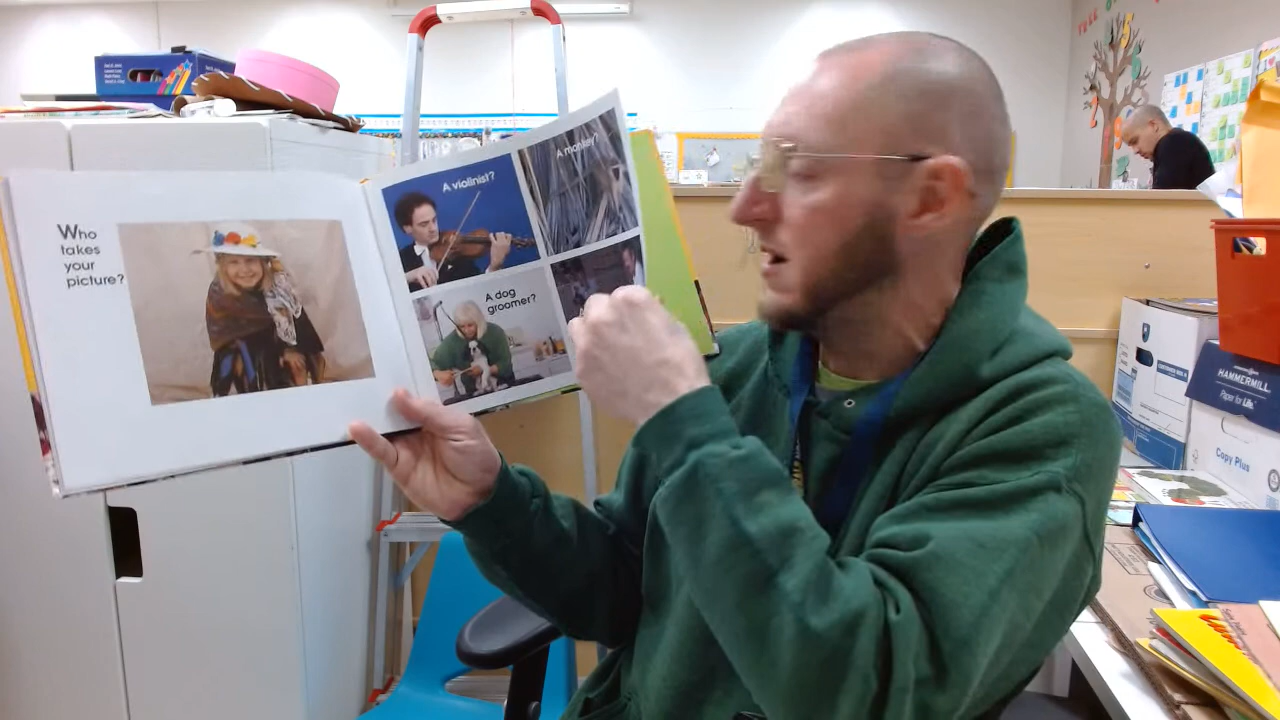 Who
takes
your
picture?
A violinist?
A monkey?
A dog
groomer?
HAMMERMILL
Paper for Life
Copy Plus